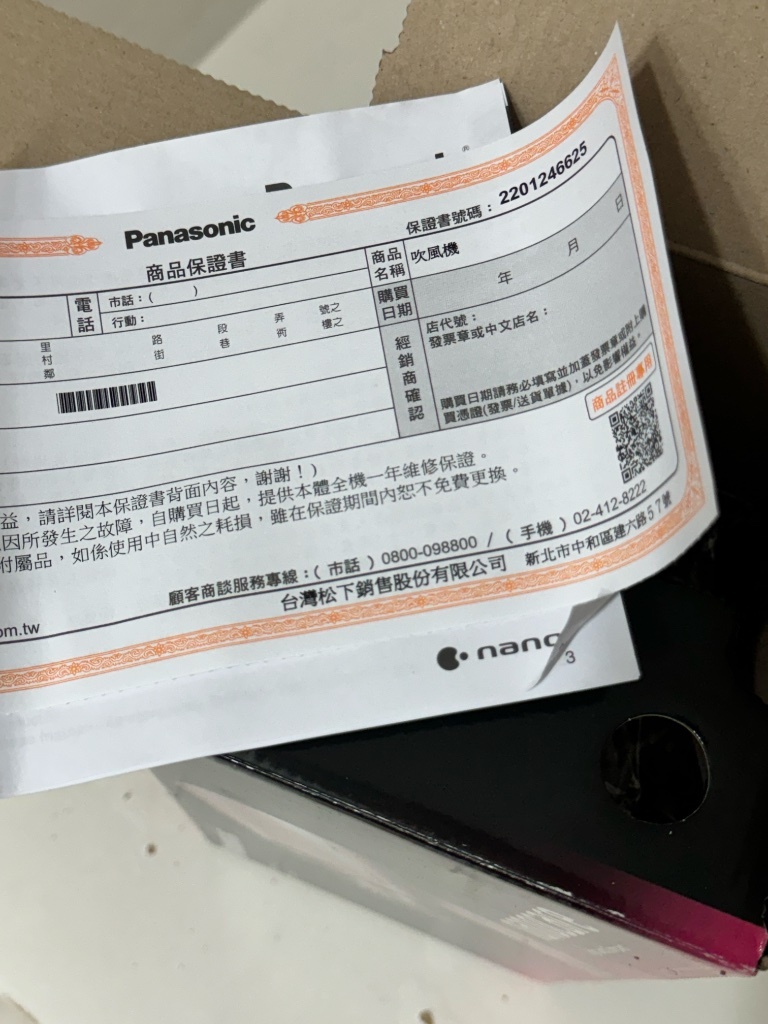 Panasonic
保證書號碼：2201246625
商品保證書
電話
市話：(　　)
行動：
商品名稱
吹風機
購買日期
年 月 日
里村鄰
路街
段巷
弄衖
號之樓之
經銷商確認
店代號：
發票章或中文店名：
購買日期請務必填寫並加蓋發票章或附上購
買憑證(發票/送貨單據)，以免影響權益。
商品註冊專用
益，請詳閱本保證書背面內容，謝謝！)
因所發生之故障，自購買日起，提供本體全機一年維修保證。
附屬品，如係使用中自然之耗損，雖在保證期間內恕不免費更換。
顧客商談服務專線：(市話) 0800-098800 / (手機) 02-412-8222
台灣松下銷售股份有限公司 新北市中和區建六路57號
om.tw
nano
3